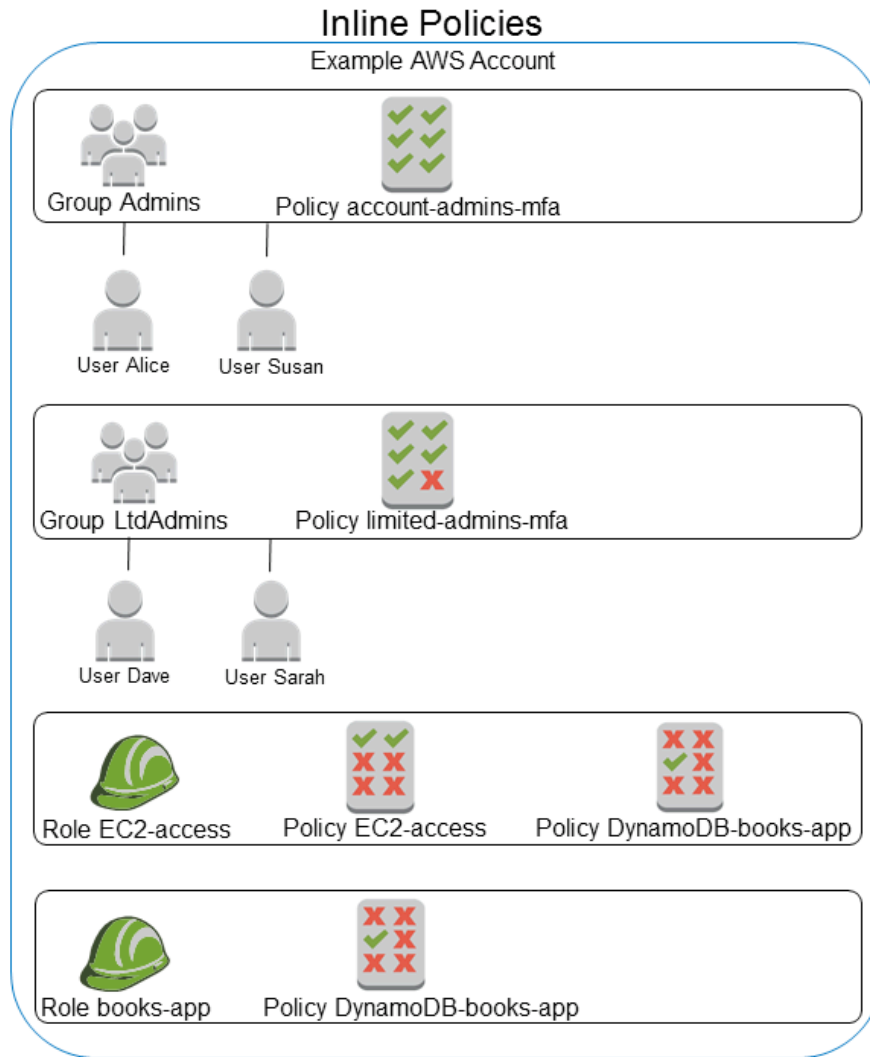 Inline Policies
Example AWS Account
Group Admins
Policy account-admins-mfa
User Alice
User Susan
Group LtdAdmins
Policy limited-admins-mfa
User Dave
User Sarah
Role EC2-access
Policy EC2-access
Policy DynamoDB-books-app
Role books-app
Policy DynamoDB-books-app